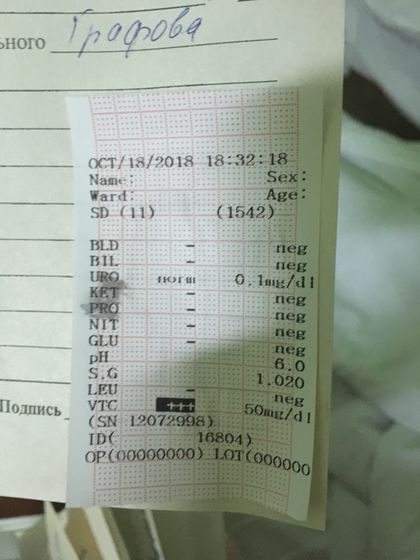 ьного Графова
OCT/18/2018 18:32:18
Name: Sex:
Ward: Age:
SD (11) (1542)
BLD - neg
BIL - neg
URO norm 0.1mg/dl
KET - neg
PRO - neg
NIT - neg
GLU - neg
pH 6.0
S.G 1.020
LEU - neg
VTC +++ 50mg/dl
(SN 12072998)
ID( 16804)
OP(00000000) LOT(000000
Подпись